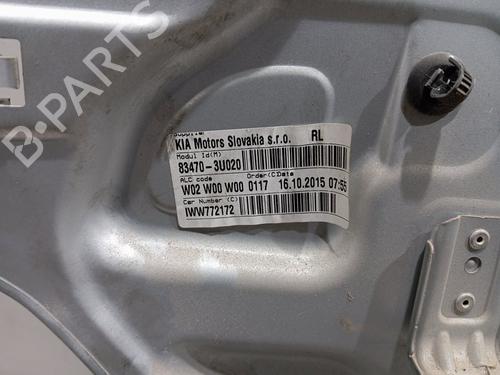 B-PARTS
Supplier
KIA Motors Slovakia s.r.o. RL
Modul Id(M)
83470-3U020
ALC code Order(C)Date
W02 W00 W00 0117 16.10.2015 07:55
Car Number (C)
IWW772172